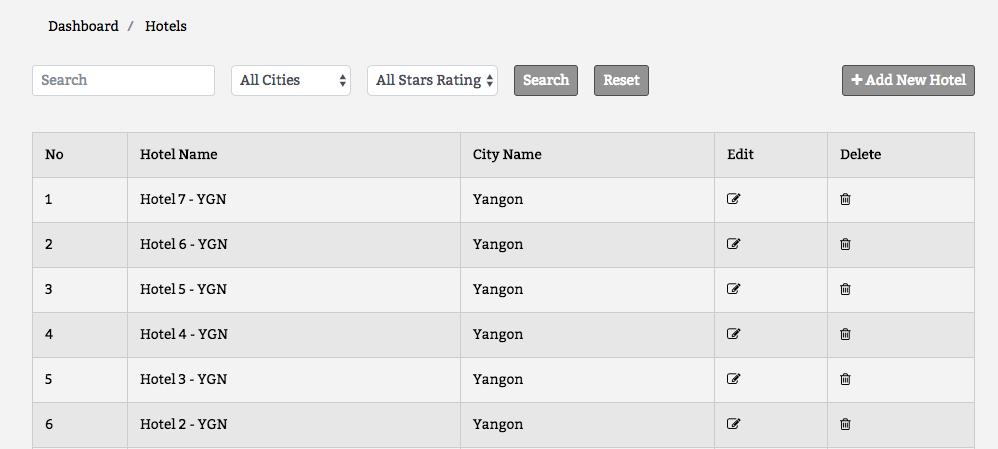 Dashboard / Hotels
Search All Cities All Stars Rating Search Reset + Add New Hotel
No Hotel Name City Name Edit Delete
1 Hotel 7 - YGN Yangon
2 Hotel 6 - YGN Yangon
3 Hotel 5 - YGN Yangon
4 Hotel 4 - YGN Yangon
5 Hotel 3 - YGN Yangon
6 Hotel 2 - YGN Yangon